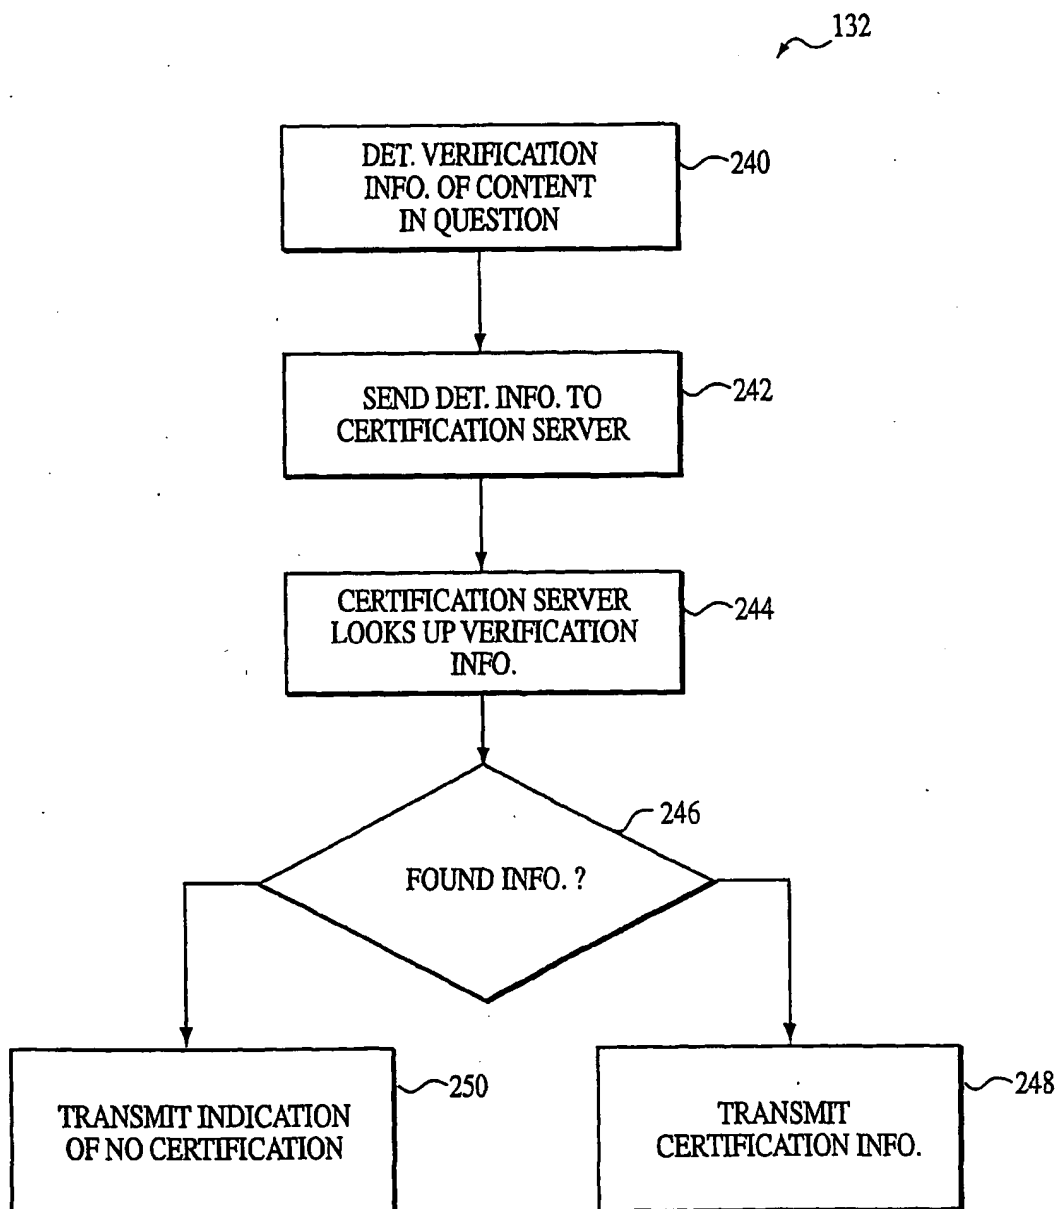 132
DET. VERIFICATION
INFO. OF CONTENT
IN QUESTION
240
SEND DET. INFO. TO
CERTIFICATION SERVER
242
CERTIFICATION SERVER
LOOKS UP VERIFICATION
INFO.
244
246
FOUND INFO. ?
TRANSMIT INDICATION
OF NO CERTIFICATION
250
TRANSMIT
CERTIFICATION INFO.
248